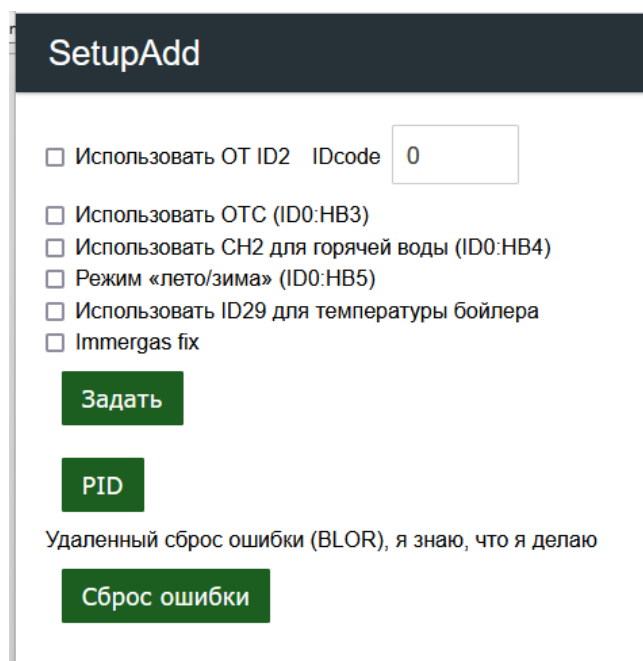 SetupAdd
Использовать ОТ ID2 IDcode 0
Использовать ОТС (ID0:HB3)
Использовать CH2 для горячей воды (ID0:HB4)
Режим «лето/зима» (ID0:HB5)
Использовать ID29 для температуры бойлера
Immergas fix
Задать
PID
Удаленный сброс ошибки (BLOR), я знаю, что я делаю
Сброс ошибки